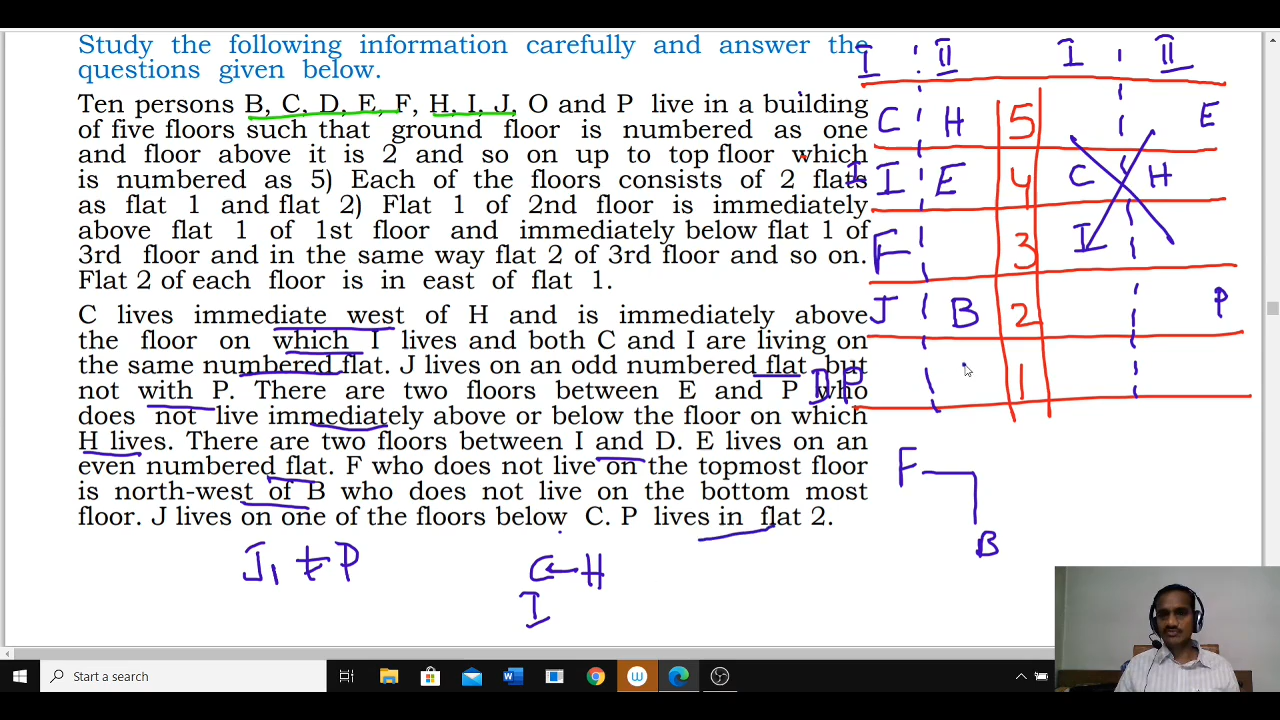 Study the following information carefully and answer the
questions given below.
Ten persons B, C, D, E, F, H, I, J, O and P live in a building
of five floors such that ground floor is numbered as one
and floor above it is 2 and so on up to top floor which
is numbered as 5) Each of the floors consists of 2 flats
as flat 1 and flat 2) Flat 1 of 2nd floor is immediately
above flat 1 of 1st floor and immediately below flat 1 of
3rd floor and in the same way flat 2 of 3rd floor and so on.
Flat 2 of each floor is in east of flat 1.
C lives immediate west of H and is immediately above
the floor on which I lives and both C and I are living on
the same numbered flat. J lives on an odd numbered flat but
not with P. There are two floors between E and P who
does not live immediately above or below the floor on which
H lives. There are two floors between I and D. E lives on an
even numbered flat. F who does not live on the topmost floor
is north-west of B who does not live on the bottom most
floor. J lives on one of the floors below C. P lives in flat 2.
I II I II
C H 5 E
I I E 4 C H
F 3 I
J B 2 P
D P 1
F
B
J1 ≠ P
C ← H
I
Start a search